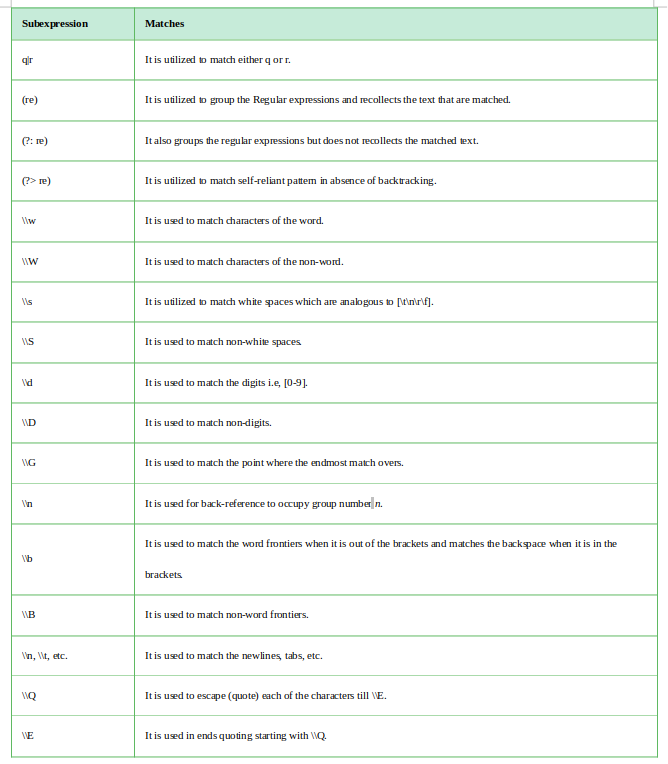 Subexpression Matches
q|r It is utilized to match either q or r.
(re) It is utilized to group the Regular expressions and recollects the text that are matched.
(?: re) It also groups the regular expressions but does not recollects the matched text.
(?> re) It is utilized to match self-reliant pattern in absence of backtracking.
\\w It is used to match characters of the word.
\\W It is used to match characters of the non-word.
\\s It is utilized to match white spaces which are analogous to [\t\n\r\f].
\\S It is used to match non-white spaces.
\\d It is used to match the digits i.e, [0-9].
\\D It is used to match non-digits.
\\G It is used to match the point where the endmost match overs.
\\n It is used for back-reference to occupy group number n.
\\b It is used to match the word frontiers when it is out of the brackets and matches the backspace when it is in the
brackets.
\\B It is used to match non-word frontiers.
\\n, \\t, etc. It is used to match the newlines, tabs, etc.
\\Q It is used to escape (quote) each of the characters till \\E.
\\E It is used in ends quoting starting with \\Q.